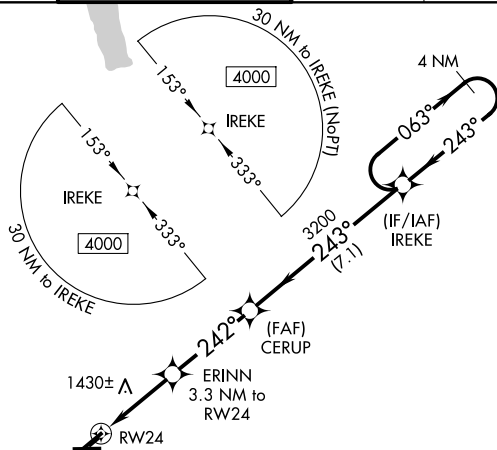 30 NM to IREKE (NoPT)
4000
153°
IREKE
333°
4 NM
063°
243°
153°
IREKE
333°
4000
30 NM to IREKE
(IF/IAF)
IREKE
3200
243°
(7.1)
(FAF)
CERUP
242°
ERINN
3.3 NM to
RW24
1430±
RW24